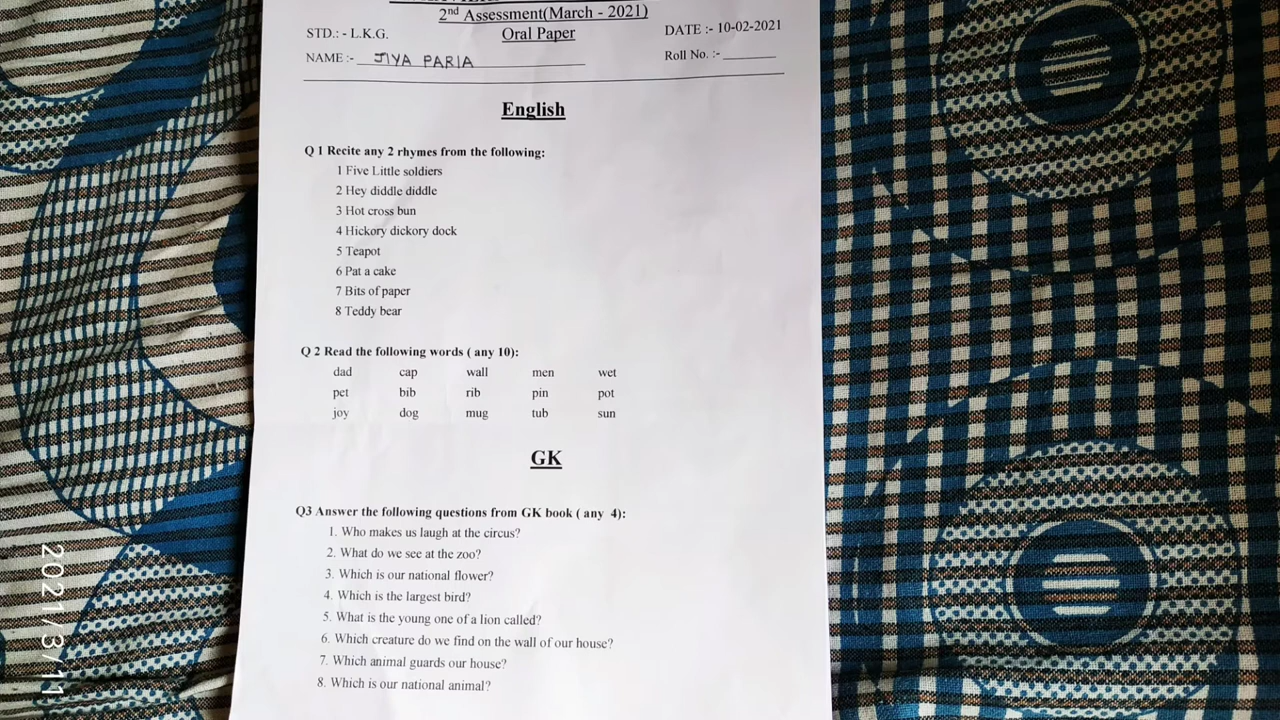 2nd Assessment(March - 2021)
STD.: - L.K.G. Oral Paper DATE :- 10-02-2021
NAME :- JIYA PARIA Roll No. :-
English
Q 1 Recite any 2 rhymes from the following:
1 Five Little soldiers
2 Hey diddle diddle
3 Hot cross bun
4 Hickory dickory dock
5 Teapot
6 Pat a cake
7 Bits of paper
8 Teddy bear
Q 2 Read the following words ( any 10):
dad cap wall men wet
pet bib rib pin pot
joy dog mug tub sun
GK
Q3 Answer the following questions from GK book ( any 4):
1. Who makes us laugh at the circus?
2. What do we see at the zoo?
3. Which is our national flower?
4. Which is the largest bird?
5. What is the young one of a lion called?
6. Which creature do we find on the wall of our house?
7. Which animal guards our house?
8. Which is our national animal?
2021/3/11